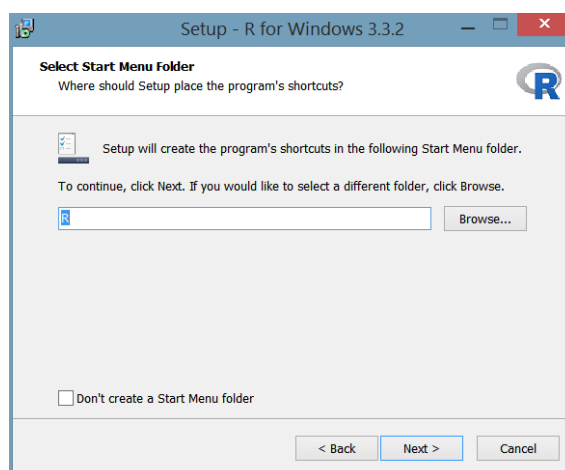 Setup - R for Windows 3.3.2
Select Start Menu Folder
Where should Setup place the program's shortcuts?
R
Setup will create the program's shortcuts in the following Start Menu folder.
To continue, click Next. If you would like to select a different folder, click Browse.
R Browse...
Don't create a Start Menu folder
< Back Next > Cancel